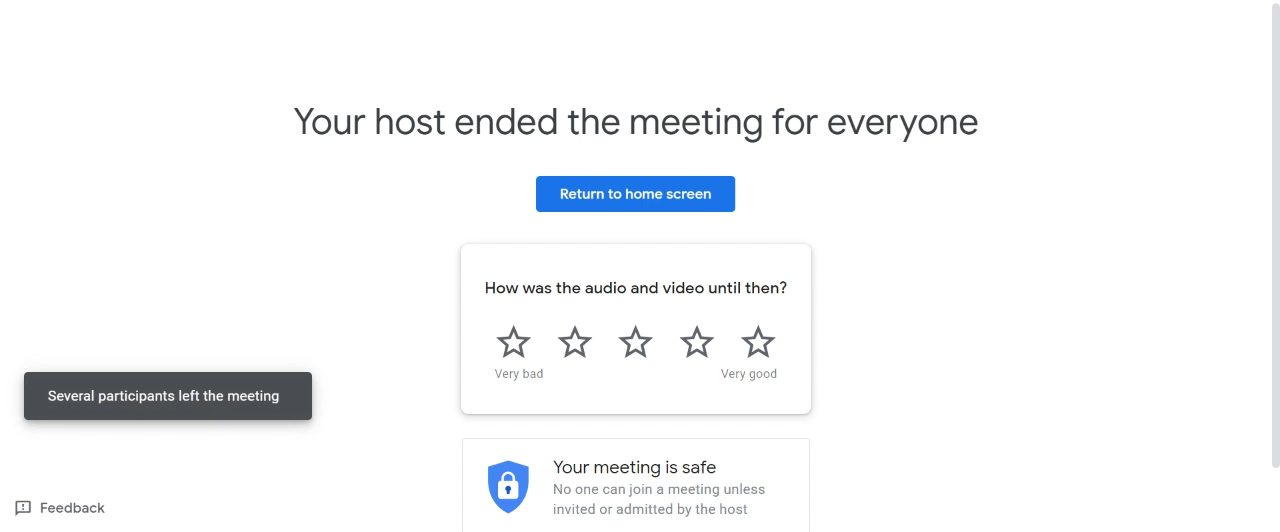 Your host ended the meeting for everyone
Return to home screen
How was the audio and video until then?
Very bad
Very good
Several participants left the meeting
Your meeting is safe
No one can join a meeting unless
invited or admitted by the host
Feedback